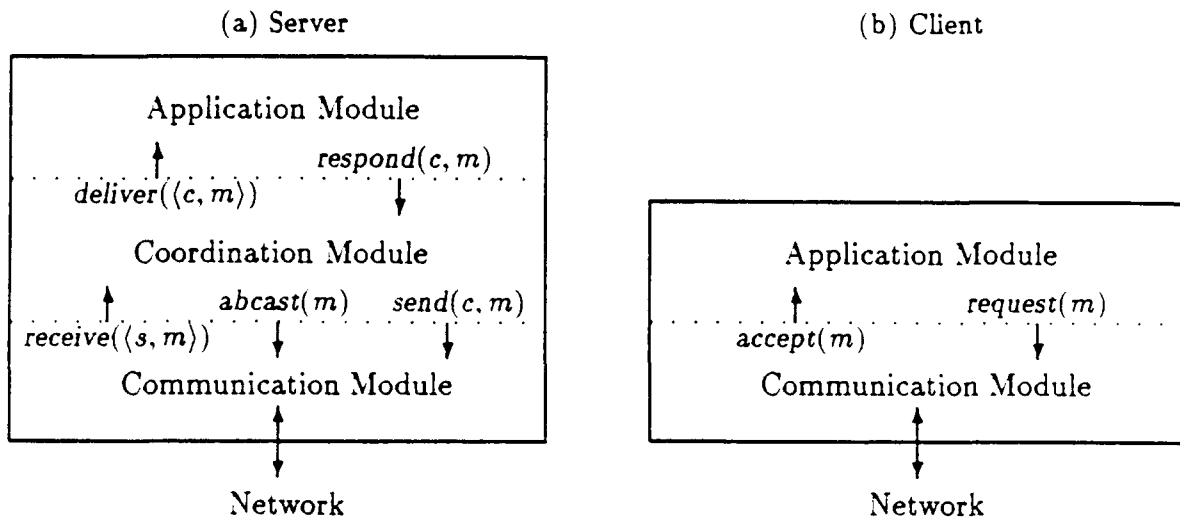 (a) Server
Application Module
respond(c, m)
deliver(⟨c, m⟩)
Coordination Module
abcast(m)
send(c, m)
receive(⟨s, m⟩)
Communication Module
Network
(b) Client
Application Module
request(m)
accept(m)
Communication Module
Network